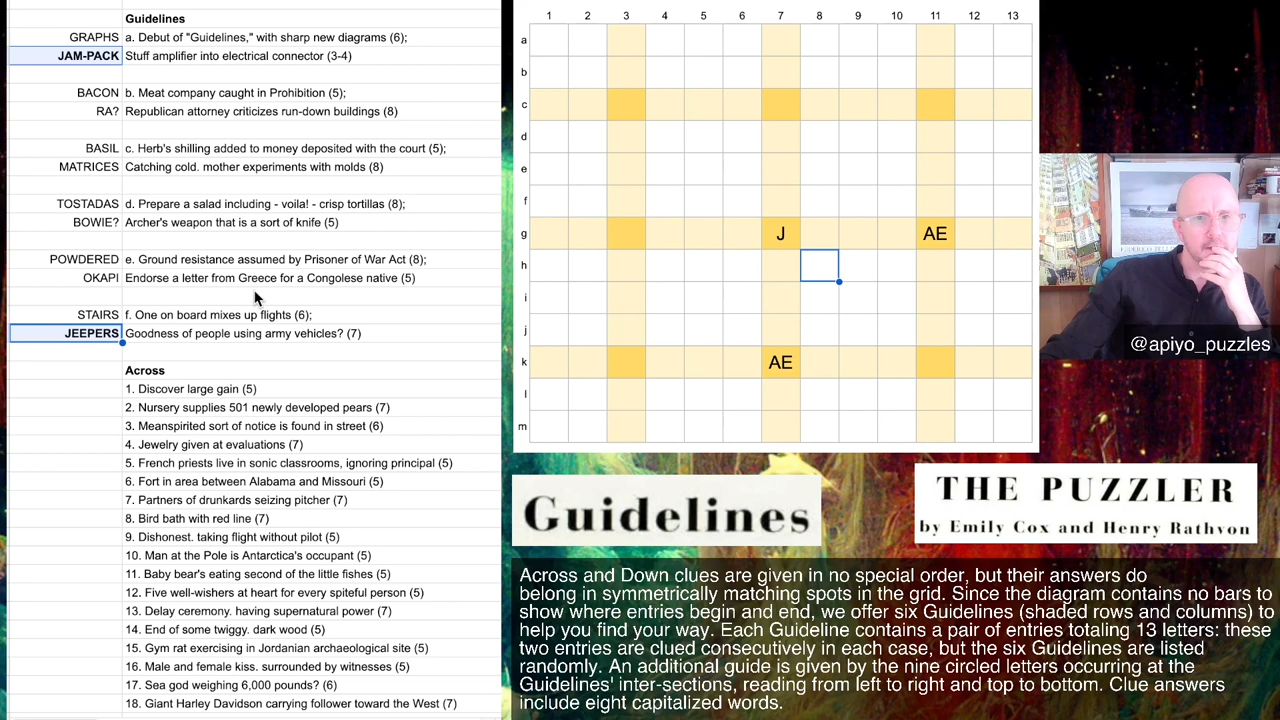 Guidelines
GRAPHS a. Debut of "Guidelines," with sharp new diagrams (6);
JAM-PACK Stuff amplifier into electrical connector (3-4)
BACON b. Meat company caught in Prohibition (5);
RA? Republican attorney criticizes run-down buildings (8)
BASIL c. Herb's shilling added to money deposited with the court (5);
MATRICES Catching cold. mother experiments with molds (8)
TOSTADAS d. Prepare a salad including - voila! - crisp tortillas (8);
BOWIE? Archer's weapon that is a sort of knife (5)
POWDERED e. Ground resistance assumed by Prisoner of War Act (8);
OKAPI Endorse a letter from Greece for a Congolese native (5)
STAIRS f. One on board mixes up flights (6);
JEEPERS Goodness of people using army vehicles? (7)
Across
1. Discover large gain (5)
2. Nursery supplies 501 newly developed pears (7)
3. Meanspirited sort of notice is found in street (6)
4. Jewelry given at evaluations (7)
5. French priests live in sonic classrooms, ignoring principal (5)
6. Fort in area between Alabama and Missouri (5)
7. Partners of drunkards seizing pitcher (7)
8. Bird bath with red line (7)
9. Dishonest. taking flight without pilot (5)
10. Man at the Pole is Antarctica's occupant (5)
11. Baby bear's eating second of the little fishes (5)
12. Five well-wishers at heart for every spiteful person (5)
13. Delay ceremony. having supernatural power (7)
14. End of some twiggy. dark wood (5)
15. Gym rat exercising in Jordanian archaeological site (5)
16. Male and female kiss. surrounded by witnesses (5)
17. Sea god weighing 6,000 pounds? (6)
18. Giant Harley Davidson carrying follower toward the West (7)
1 2 3 4 5 6 7 8 9 10 11 12 13
a
b
c
d
e
f
g J AE
h
i
j
k AE
l
m
@apiyo_puzzles
Guidelines
THE PUZZLER
by Emily Cox and Henry Rathvon
Across and Down clues are given in no special order, but their answers do
belong in symmetrically matching spots in the grid. Since the diagram contains no bars to
show where entries begin and end, we offer six Guidelines (shaded rows and columns) to
help you find your way. Each Guideline contains a pair of entries totaling 13 letters: these
two entries are clued consecutively in each case, but the six Guidelines are listed
randomly. An additional guide is given by the nine circled letters occurring at the
Guidelines' inter-sections, reading from left to right and top to bottom. Clue answers
include eight capitalized words.